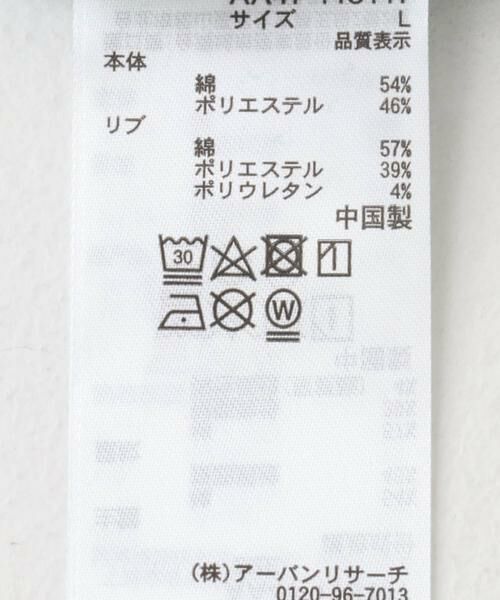 サイズ L
品質表示
本体
綿 54%
ポリエステル 46%
リブ
綿 57%
ポリエステル 39%
ポリウレタン 4%
中国製
30
W
(株)アーバンリサーチ
0120-96-7013